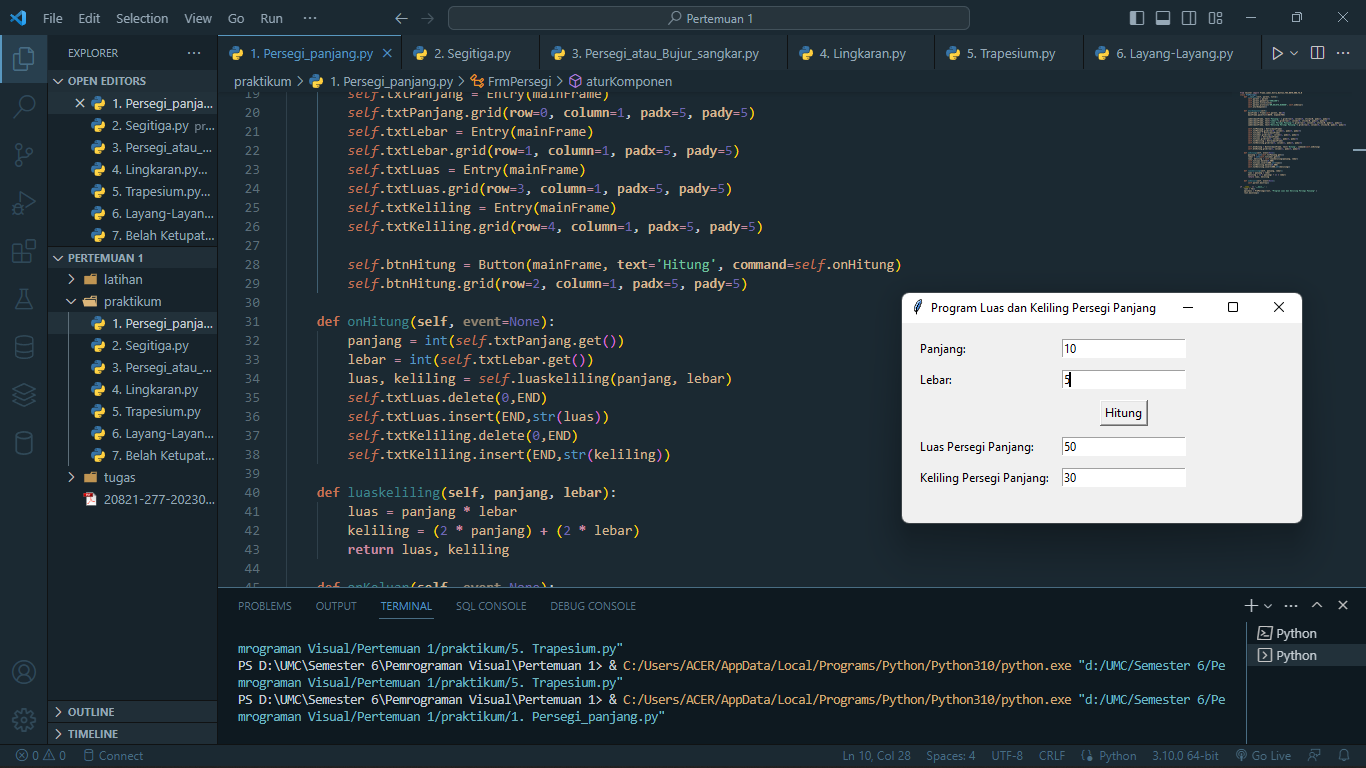 File Edit Selection View Go Run ··· Pertemuan 1
EXPLORER ···
OPEN EDITORS
1. Persegi_panja...
2. Segitiga.py pr...
3. Persegi_atau_...
4. Lingkaran.py...
5. Trapesium.py...
6. Layang-Layan...
7. Belah Ketupat...
PERTEMUAN 1
latihan
praktikum
1. Persegi_panja...
2. Segitiga.py
3. Persegi_atau_...
4. Lingkaran.py
5. Trapesium.py
6. Layang-Layan...
7. Belah Ketupat...
tugas
20821-277-20230...
OUTLINE
TIMELINE
1. Persegi_panjang.py 2. Segitiga.py 3. Persegi_atau_Bujur_sangkar.py 4. Lingkaran.py 5. Trapesium.py 6. Layang-Layang.py ···
praktikum > 1. Persegi_panjang.py > FrmPersegi > aturKomponen
19 self.txtPanjang = Entry(mainFrame)
20 self.txtPanjang.grid(row=0, column=1, padx=5, pady=5)
21 self.txtLebar = Entry(mainFrame)
22 self.txtLebar.grid(row=1, column=1, padx=5, pady=5)
23 self.txtLuas = Entry(mainFrame)
24 self.txtLuas.grid(row=3, column=1, padx=5, pady=5)
25 self.txtKeliling = Entry(mainFrame)
26 self.txtKeliling.grid(row=4, column=1, padx=5, pady=5)
27
28 self.btnHitung = Button(mainFrame, text='Hitung', command=self.onHitung)
29 self.btnHitung.grid(row=2, column=1, padx=5, pady=5)
30
31 def onHitung(self, event=None):
32 panjang = int(self.txtPanjang.get())
33 lebar = int(self.txtLebar.get())
34 luas, keliling = self.luaskeliling(panjang, lebar)
35 self.txtLuas.delete(0,END)
36 self.txtLuas.insert(END,str(luas))
37 self.txtKeliling.delete(0,END)
38 self.txtKeliling.insert(END,str(keliling))
39
40 def luaskeliling(self, panjang, lebar):
41 luas = panjang * lebar
42 keliling = (2 * panjang) + (2 * lebar)
43 return luas, keliling
44
45 def onKeluar(self, event=None):
Program Luas dan Keliling Persegi Panjang
Panjang: 10
Lebar: 5
Hitung
Luas Persegi Panjang: 50
Keliling Persegi Panjang: 30
PROBLEMS OUTPUT TERMINAL SQL CONSOLE DEBUG CONSOLE ···
mrograman Visual/Pertemuan 1/praktikum/5. Trapesium.py"
PS D:\UMC\Semester 6\Pemrograman Visual\Pertemuan 1> & C:/Users/ACER/AppData/Local/Programs/Python/Python310/python.exe "d:/UMC/Semester 6/Pe
mrograman Visual/Pertemuan 1/praktikum/5. Trapesium.py"
PS D:\UMC\Semester 6\Pemrograman Visual\Pertemuan 1> & C:/Users/ACER/AppData/Local/Programs/Python/Python310/python.exe "d:/UMC/Semester 6/Pe
mrograman Visual/Pertemuan 1/praktikum/1. Persegi_panjang.py"
Python
Python
0 0 Connect Ln 10, Col 28 Spaces: 4 UTF-8 CRLF Python 3.10.0 64-bit Go Live